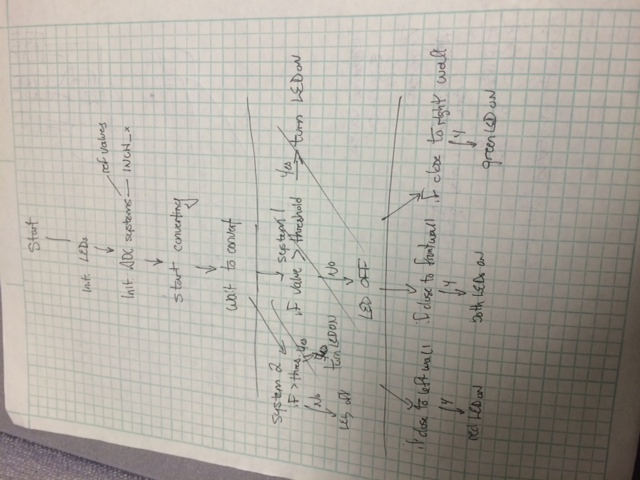 Start
Init. LEDs
ref values
Init ADC systems
INCH_x
Start converting
wait to convert
System 2
System 1
if > thres.
Yes
if value > threshold
Yes
turn LED ON
No
Yes
turn LED ON
No
LED off
LED OFF
if close to left wall
if close to front wall
if close to right wall
Y
Y
Y
red LED on
both LEDs on
green LED ON